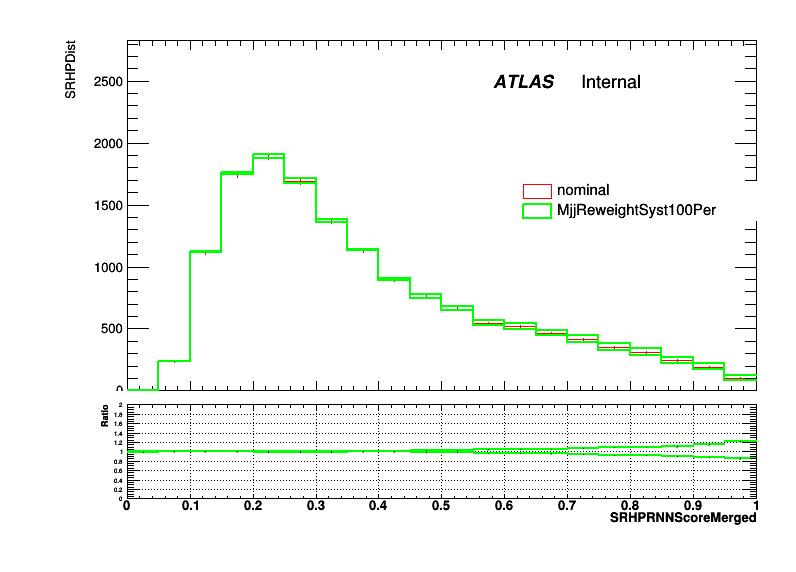 SRHPDist
2500
2000
1500
1000
500
0
ATLAS Internal
nominal
MjjReweightSyst100Per
Ratio
2
1.8
1.6
1.4
1.2
1
0.8
0.6
0.4
0.2
0
0 0.1 0.2 0.3 0.4 0.5 0.6 0.7 0.8 0.9 1
SRHPRNNScoreMerged